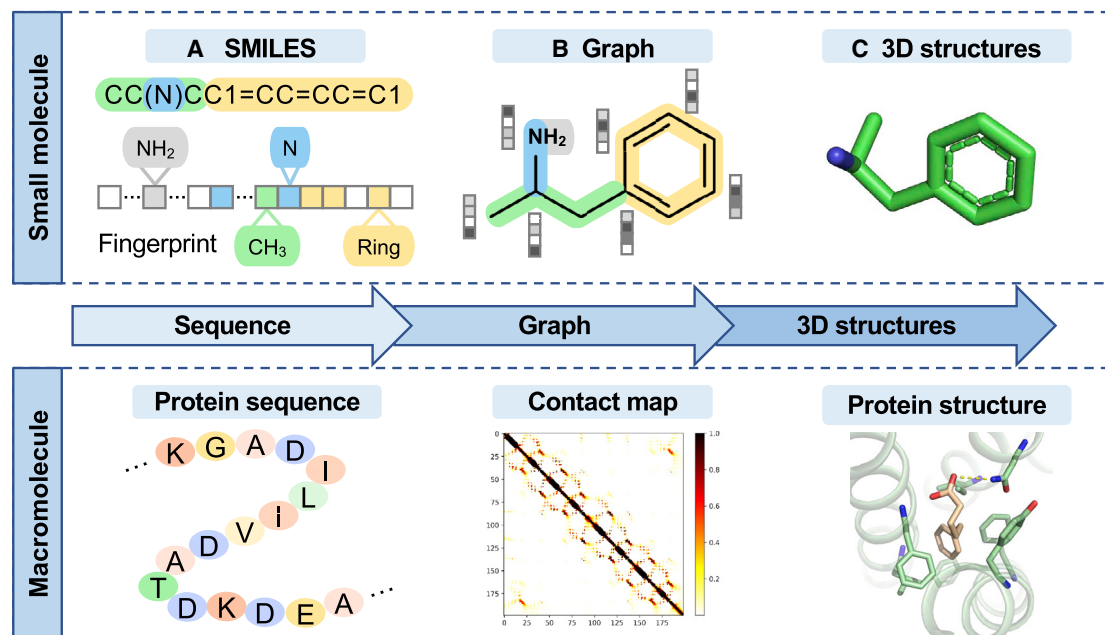 Small molecule
A SMILES
B Graph
C 3D structures
CC(N)CC1=CC=CC=C1
NH₂
N
Fingerprint
CH₃
Ring
NH₂
Sequence
Graph
3D structures
Macromolecule
Protein sequence
Contact map
Protein structure
K G A D I
L
I
V
D
A
T
D K D E A
0
25
50
75
100
125
150
175
0 25 50 75 100 125 150 175
1.0
0.8
0.6
0.4
0.2